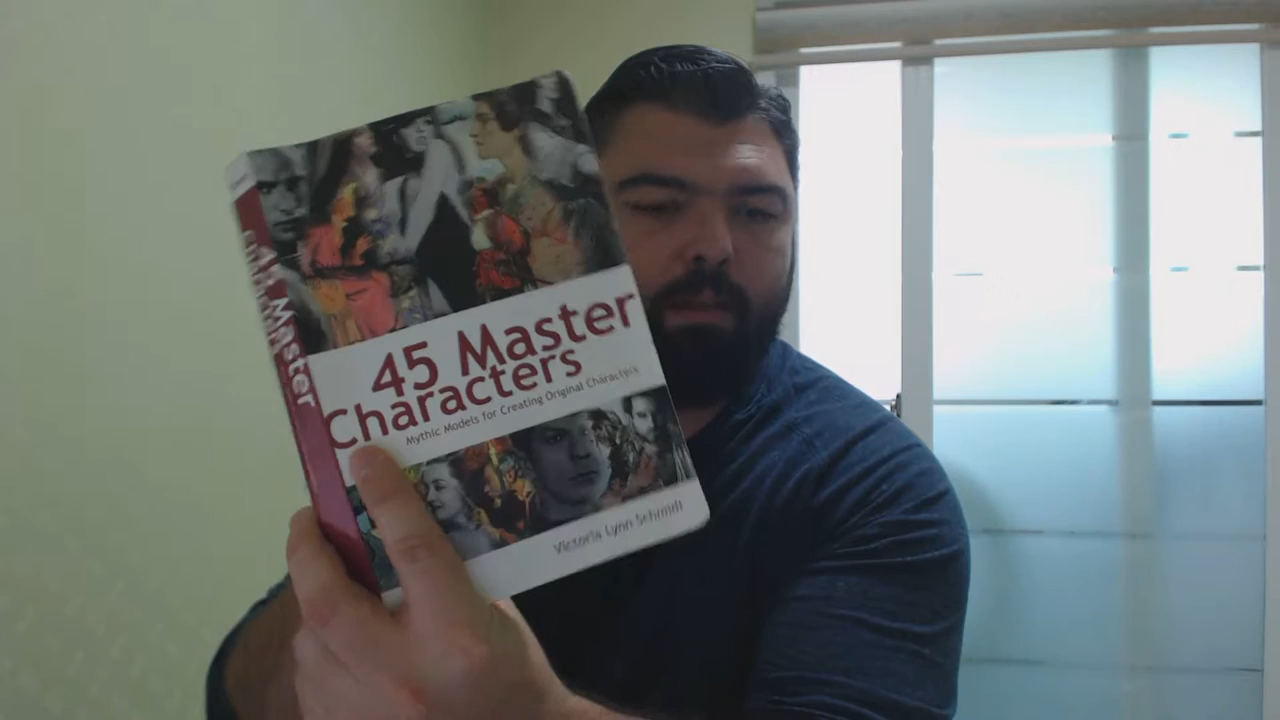 45 Master
Characters
Mythic Models for Creating Original Characters
Victoria Lynn Schmidt
45 Master